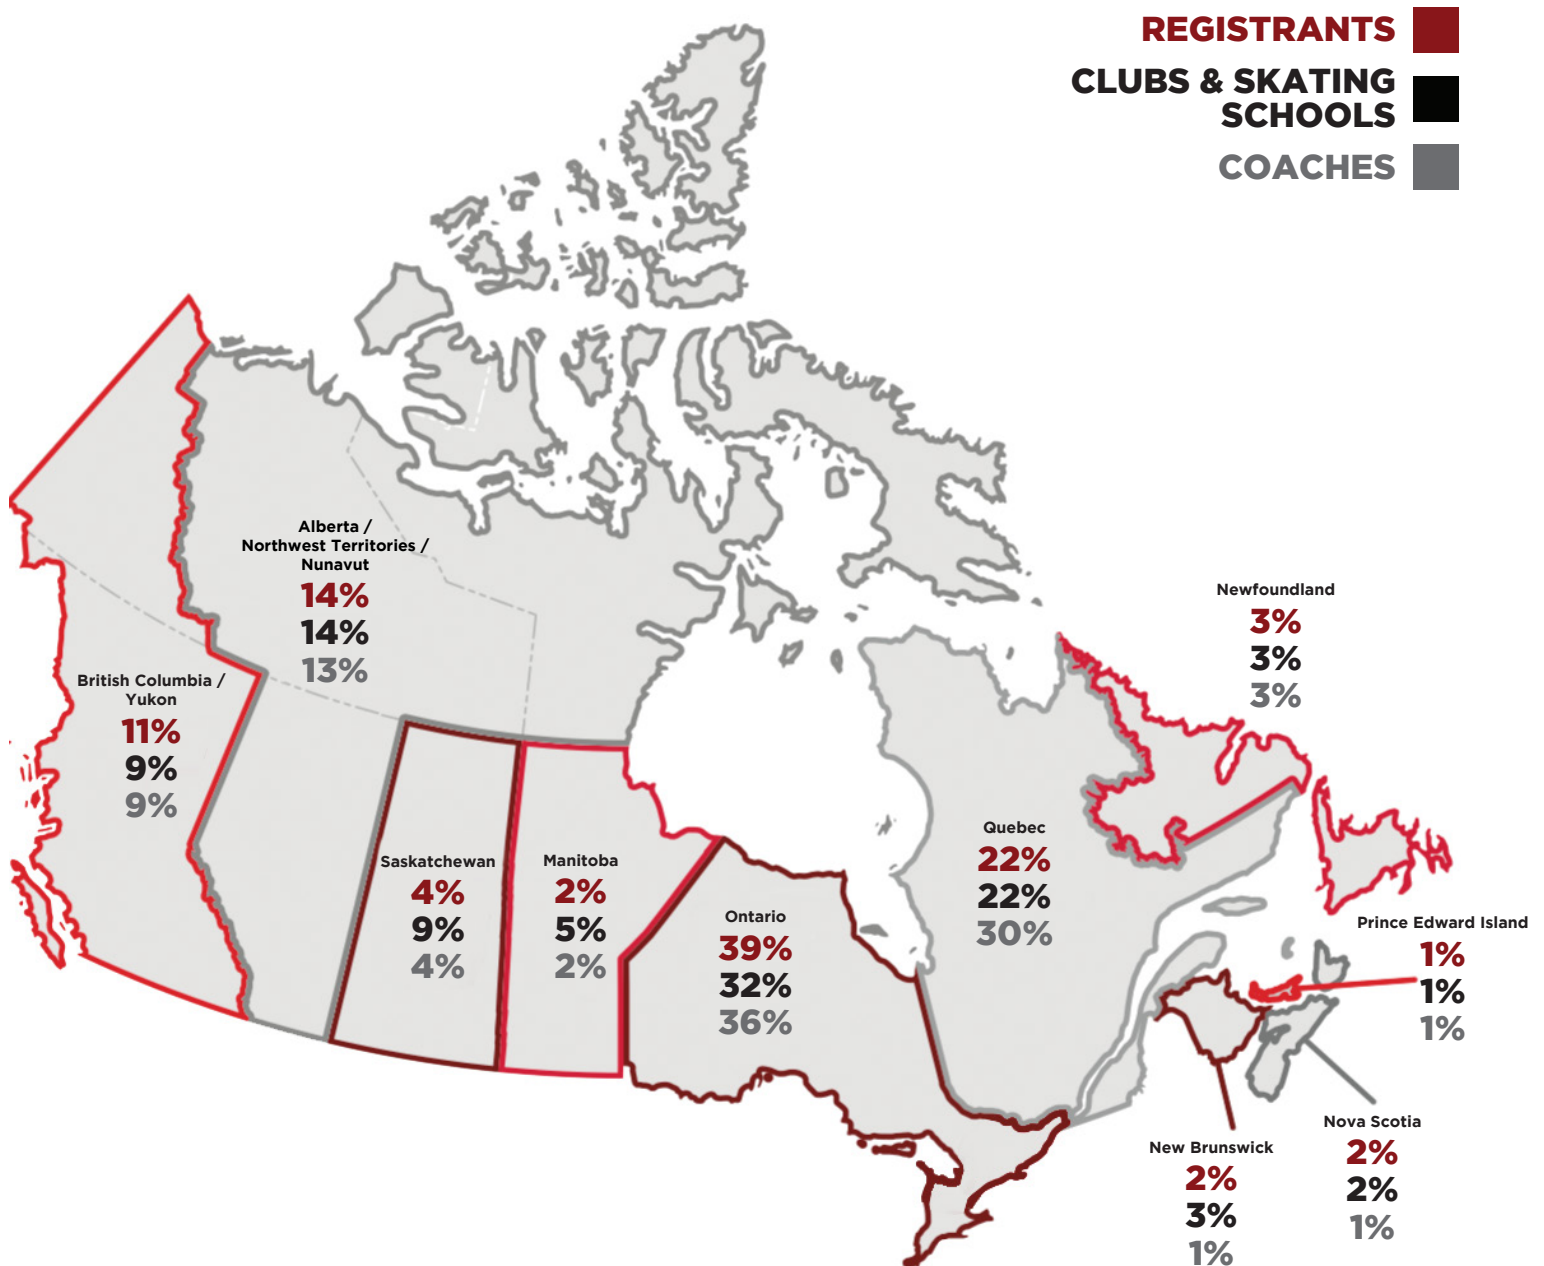 REGISTRANTS
CLUBS & SKATING
SCHOOLS
COACHES
Alberta /
Northwest Territories /
Nunavut
14%
14%
13%
British Columbia /
Yukon
11%
9%
9%
Saskatchewan
4%
9%
4%
Manitoba
2%
5%
2%
Ontario
39%
32%
36%
Quebec
22%
22%
30%
Newfoundland
3%
3%
3%
Prince Edward Island
1%
1%
1%
Nova Scotia
2%
2%
1%
New Brunswick
2%
3%
1%